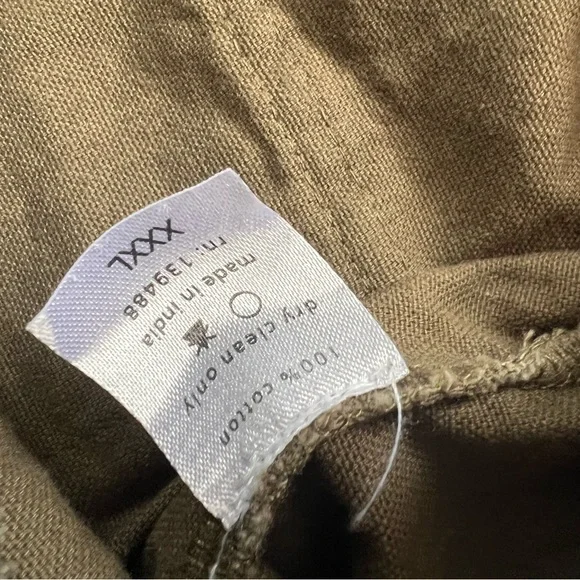 100% cotton
dry clean only
made in india
rn: 139488
XXXL